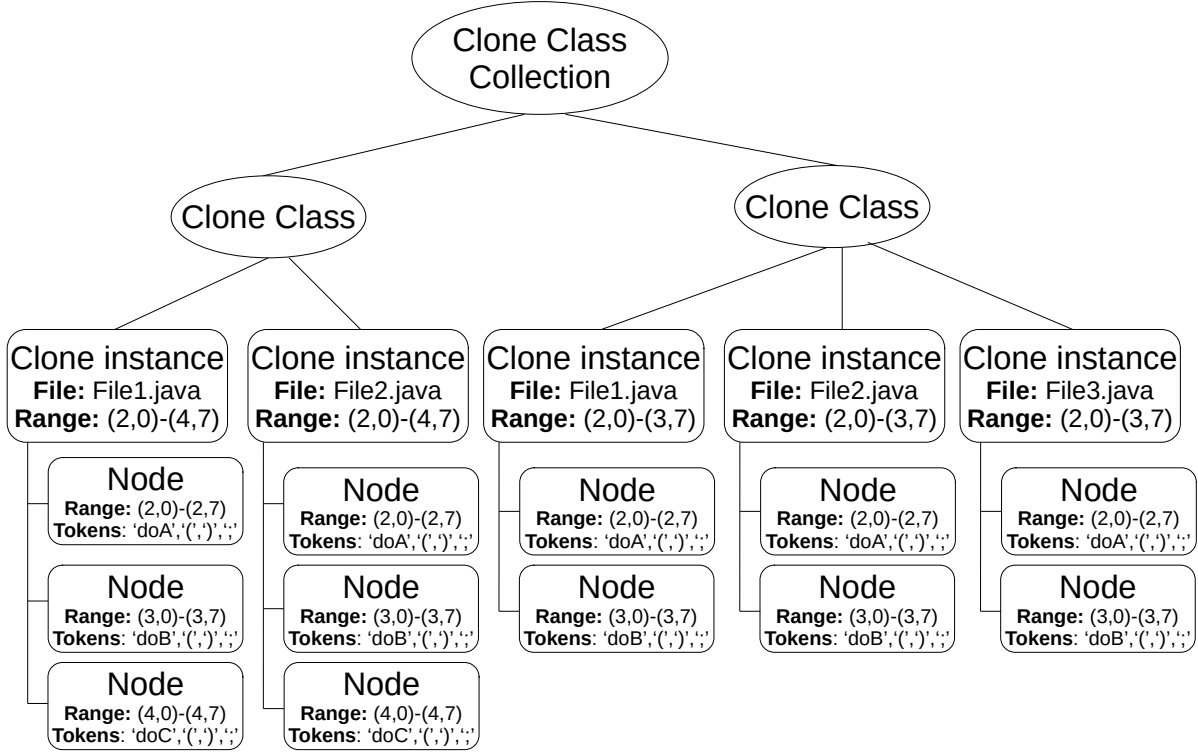 Clone Class
Collection
Clone Class
Clone Class
Clone instance
File: File1.java
Range: (2,0)-(4,7)
Clone instance
File: File2.java
Range: (2,0)-(4,7)
Clone instance
File: File1.java
Range: (2,0)-(3,7)
Clone instance
File: File2.java
Range: (2,0)-(3,7)
Clone instance
File: File3.java
Range: (2,0)-(3,7)
Node
Range: (2,0)-(2,7)
Tokens: ‘doA’,‘(’,‘)’,‘;’
Node
Range: (3,0)-(3,7)
Tokens: ‘doB’,‘(’,‘)’,‘;’
Node
Range: (4,0)-(4,7)
Tokens: ‘doC’,‘(’,‘)’,‘;’
Node
Range: (2,0)-(2,7)
Tokens: ‘doA’,‘(’,‘)’,‘;’
Node
Range: (3,0)-(3,7)
Tokens: ‘doB’,‘(’,‘)’,‘;’
Node
Range: (4,0)-(4,7)
Tokens: ‘doC’,‘(’,‘)’,‘;’
Node
Range: (2,0)-(2,7)
Tokens: ‘doA’,‘(’,‘)’,‘;’
Node
Range: (3,0)-(3,7)
Tokens: ‘doB’,‘(’,‘)’,‘;’
Node
Range: (2,0)-(2,7)
Tokens: ‘doA’,‘(’,‘)’,‘;’
Node
Range: (3,0)-(3,7)
Tokens: ‘doB’,‘(’,‘)’,‘;’
Node
Range: (2,0)-(2,7)
Tokens: ‘doA’,‘(’,‘)’,‘;’
Node
Range: (3,0)-(3,7)
Tokens: ‘doB’,‘(’,‘)’,‘;’